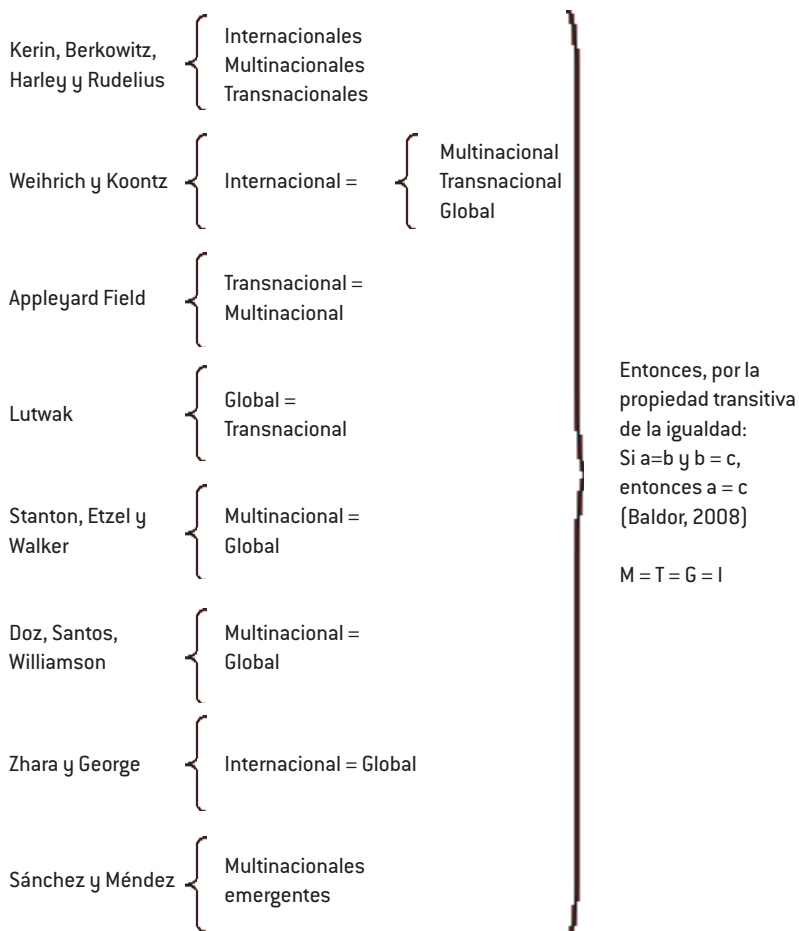 Kerin, Berkowitz,
Harley y Rudelius
Internacionales
Multinacionales
Transnacionales
Weihrich y Koontz
Internacional =
Multinacional
Transnacional
Global
Appleyard Field
Transnacional =
Multinacional
Lutwak
Global =
Transnacional
Stanton, Etzel y
Walker
Multinacional =
Global
Doz, Santos,
Williamson
Multinacional =
Global
Zhara y George
Internacional = Global
Sánchez y Méndez
Multinacionales
emergentes
Entonces, por la
propiedad transitiva
de la igualdad:
Si a=b y b = c,
entonces a = c
(Baldor, 2008)
M = T = G = I